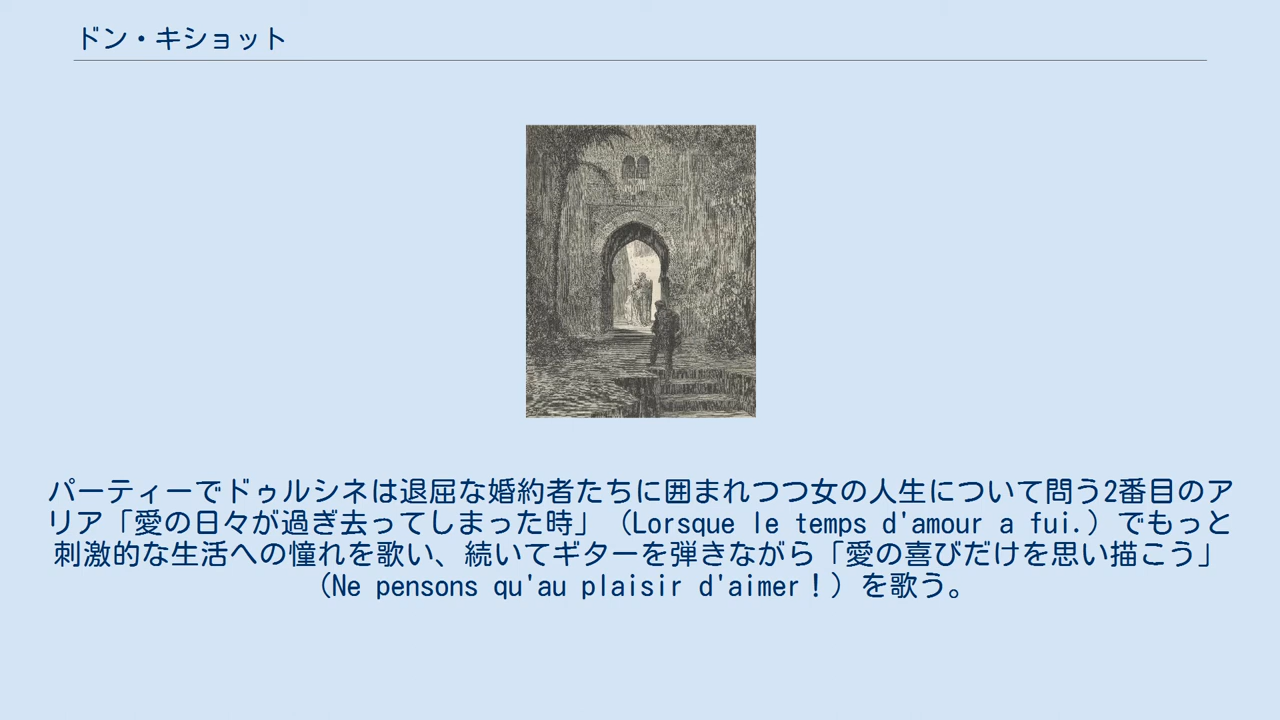 ドン・キショット
パーティーでドゥルシネは退屈な婚約者たちに囲まれつつ女の人生について問う2番目のア
リア「愛の日々が過ぎ去ってしまった時」（Lorsque le temps d'amour a fui.）でもっと
刺激的な生活への憧れを歌い、続いてギターを弾きながら「愛の喜びだけを思い描こう」
（Ne pensons qu'au plaisir d'aimer！）を歌う。